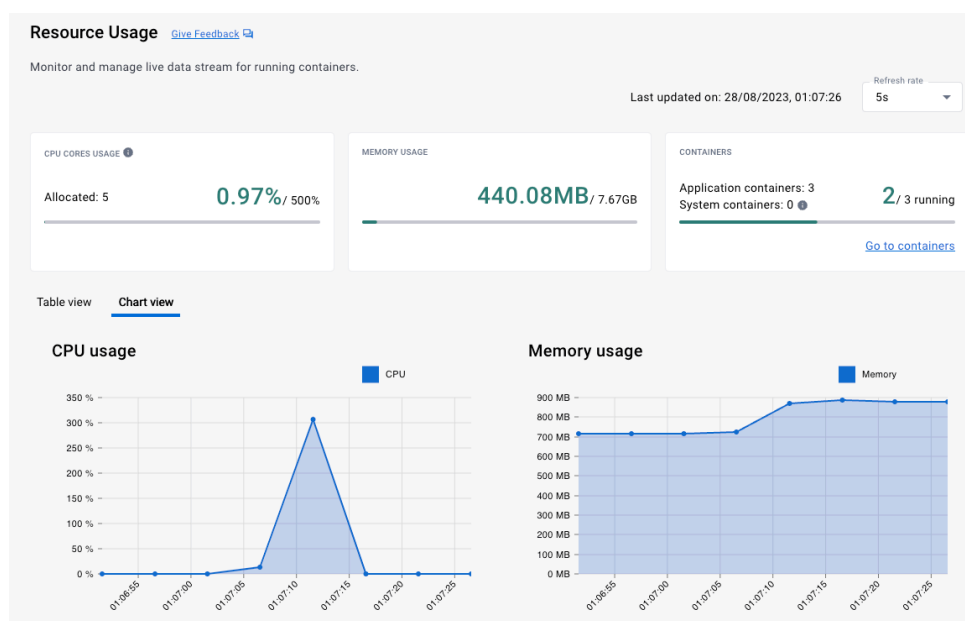 Resource Usage Give Feedback
Monitor and manage live data stream for running containers.
Last updated on: 28/08/2023, 01:07:26
Refresh rate
5s
CPU CORES USAGE
Allocated: 5
0.97% / 500%
MEMORY USAGE
440.08MB / 7.67GB
CONTAINERS
Application containers: 3
System containers: 0
2 / 3 running
Go to containers
Table view Chart view
CPU usage
CPU
350 %
300 %
250 %
200 %
150 %
100 %
50 %
0 %
01:06:55 01:07:00 01:07:05 01:07:10 01:07:15 01:07:20 01:07:25
Memory usage
Memory
900 MB
800 MB
700 MB
600 MB
500 MB
400 MB
300 MB
200 MB
100 MB
0 MB
01:06:55 01:07:00 01:07:05 01:07:10 01:07:15 01:07:20 01:07:25